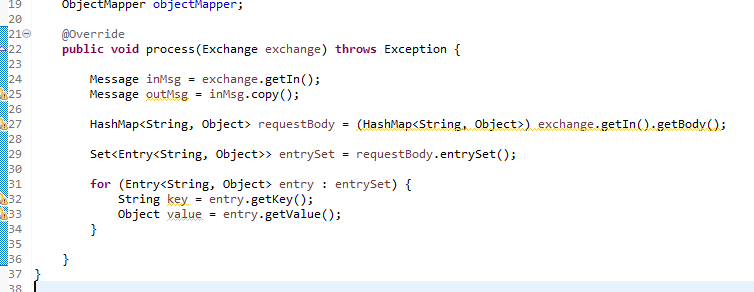 19 ObjectMapper objectMapper;
20
21 @Override
22 public void process(Exchange exchange) throws Exception {
23
24 Message inMsg = exchange.getIn();
25 Message outMsg = inMsg.copy();
26
27 HashMap<String, Object> requestBody = (HashMap<String, Object>) exchange.getIn().getBody();
28
29 Set<Entry<String, Object>> entrySet = requestBody.entrySet();
30
31 for (Entry<String, Object> entry : entrySet) {
32 String key = entry.getKey();
33 Object value = entry.getValue();
34 }
35
36 }
37 }
38